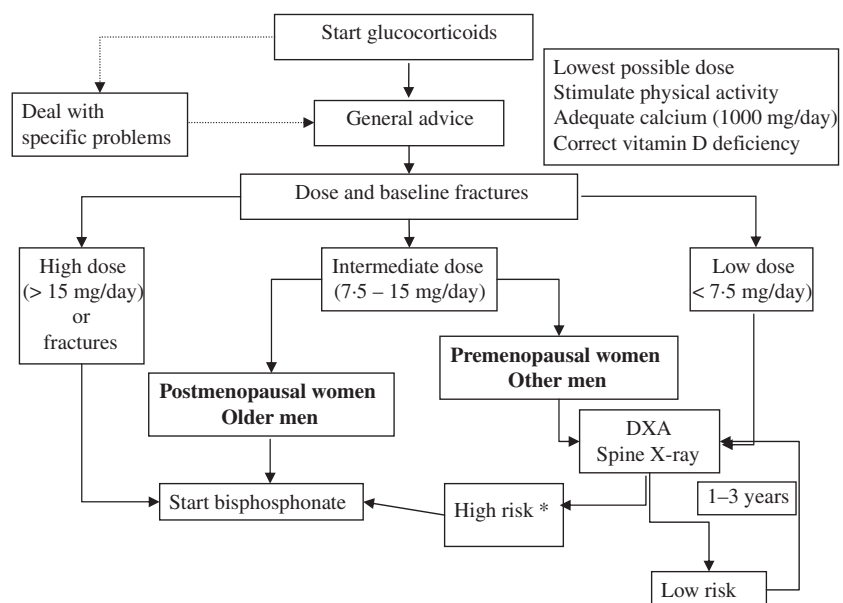 Start glucocorticoids
Lowest possible dose
Stimulate physical activity
Adequate calcium (1000 mg/day)
Correct vitamin D deficiency
Deal with
specific problems
General advice
Dose and baseline fractures
High dose
(> 15 mg/day)
or
fractures
Intermediate dose
(7·5 – 15 mg/day)
Low dose
< 7·5 mg/day)
Postmenopausal women
Older men
Premenopausal women
Other men
DXA
Spine X-ray
Start bisphosphonate
High risk *
1–3 years
Low risk